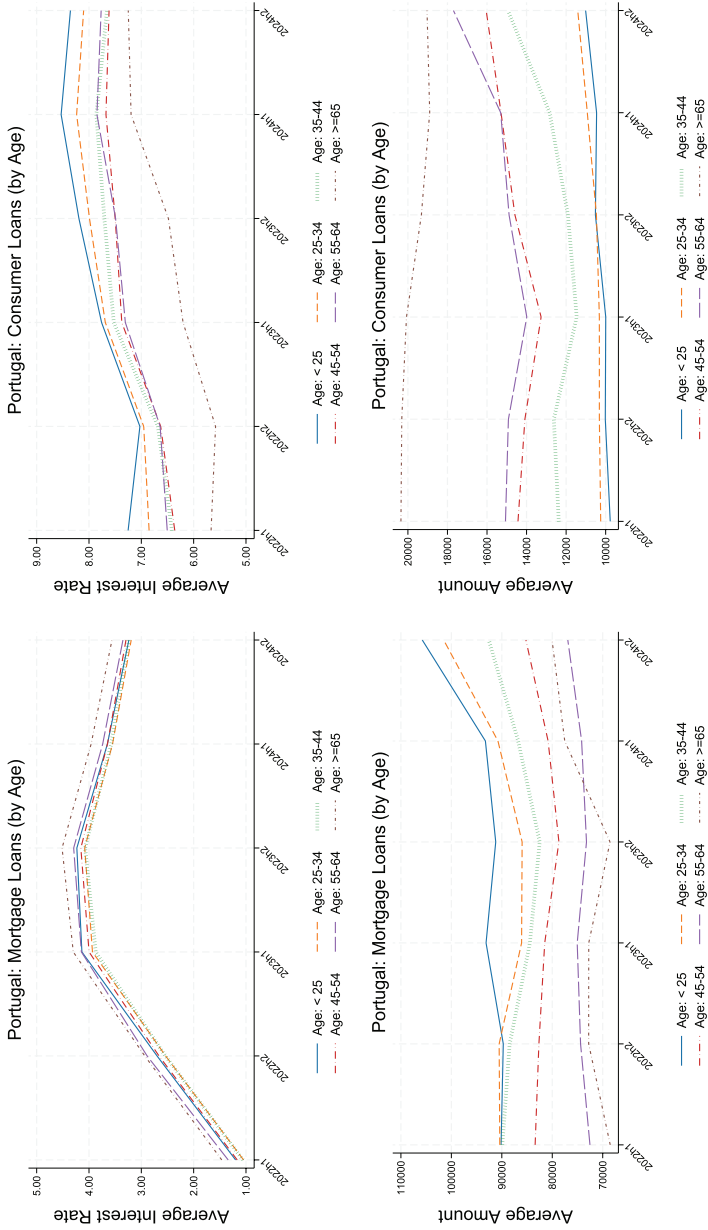 Portugal: Mortgage Loans (by Age)
Average Interest Rate
5.00
4.00
3.00
2.00
1.00
2022h1
2022h2
2023h1
2023h2
2024h1
2024h2
Age: < 25
Age: 25-34
Age: 35-44
Age: 45-54
Age: 55-64
Age: >=65
Portugal: Consumer Loans (by Age)
Average Interest Rate
9.00
8.00
7.00
6.00
5.00
2022h1
2022h2
2023h1
2023h2
2024h1
2024h2
Age: < 25
Age: 25-34
Age: 35-44
Age: 45-54
Age: 55-64
Age: >=65
Portugal: Mortgage Loans (by Age)
Average Amount
110000
100000
90000
80000
70000
2022h1
2022h2
2023h1
2023h2
2024h1
2024h2
Age: < 25
Age: 25-34
Age: 35-44
Age: 45-54
Age: 55-64
Age: >=65
Portugal: Consumer Loans (by Age)
Average Amount
20000
18000
16000
14000
12000
10000
2022h1
2022h2
2023h1
2023h2
2024h1
2024h2
Age: < 25
Age: 25-34
Age: 35-44
Age: 45-54
Age: 55-64
Age: >=65